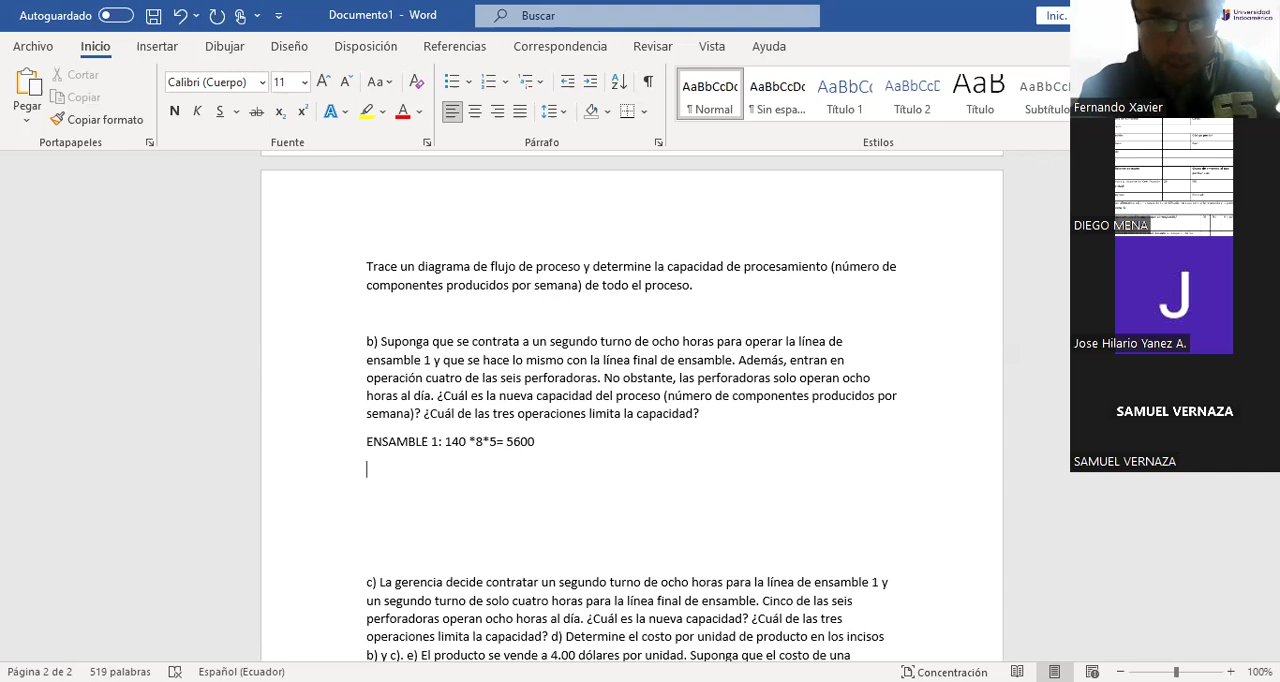 Autoguardado
Documento1 - Word
Buscar
Inic.
Universidad
Indoamérica
Archivo Inicio Insertar Dibujar Diseño Disposición Referencias Correspondencia Revisar Vista Ayuda
Pegar
Cortar
Copiar
Copiar formato
Portapapeles
Calibri (Cuerpo) 11
Aa
N K S ab x₂ x² A A
Fuente
Párrafo
AaBbCcDc AaBbCcDc AaBbCc AaBbCcD AaB AaBbCcD
¶ Normal ¶ Sin espa... Título 1 Título 2 Título Subtítulo
Estilos
Fernando Xavier
DIEGO MENA
J
Jose Hilario Yanez A.
SAMUEL VERNAZA
SAMUEL VERNAZA
Trace un diagrama de flujo de proceso y determine la capacidad de procesamiento (número de
componentes producidos por semana) de todo el proceso.
b) Suponga que se contrata a un segundo turno de ocho horas para operar la línea de
ensamble 1 y que se hace lo mismo con la línea final de ensamble. Además, entran en
operación cuatro de las seis perforadoras. No obstante, las perforadoras solo operan ocho
horas al día. ¿Cuál es la nueva capacidad del proceso (número de componentes producidos por
semana)? ¿Cuál de las tres operaciones limita la capacidad?
ENSAMBLE 1: 140 *8*5= 5600
c) La gerencia decide contratar un segundo turno de ocho horas para la línea de ensamble 1 y
un segundo turno de solo cuatro horas para la línea final de ensamble. Cinco de las seis
perforadoras operan ocho horas al día. ¿Cuál es la nueva capacidad? ¿Cuál de las tres
operaciones limita la capacidad? d) Determine el costo por unidad de producto en los incisos
b) y c). e) El producto se vende a 4.00 dólares por unidad. Suponga que el costo de una
Página 2 de 2 519 palabras Español (Ecuador) Concentración 100%